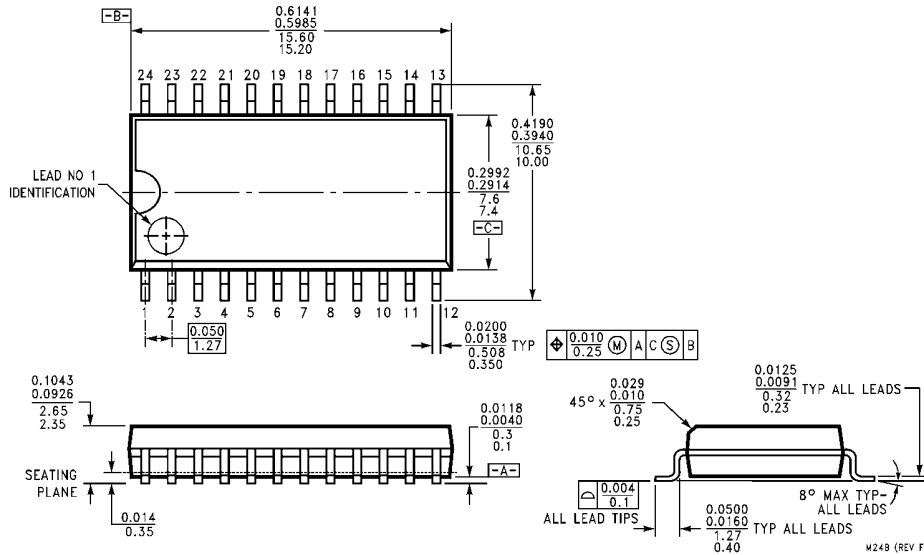 -B-
0.6141
0.5985
15.60
15.20
24 23 22 21 20 19 18 17 16 15 14 13
LEAD NO 1
IDENTIFICATION
0.2992
0.2914
7.6
7.4
-C-
0.4190
0.3940
10.65
10.00
1 2 3 4 5 6 7 8 9 10 11 12
0.050
1.27
0.0200
0.0138
0.508
0.350
TYP
0.010
0.25
M A C S B
0.1043
0.0926
2.65
2.35
SEATING
PLANE
0.014
0.35
0.0118
0.0040
0.3
0.1
-A-
45° x
0.029
0.010
0.75
0.25
0.0125
0.0091
0.32
0.23
TYP ALL LEADS
0.004
0.1
ALL LEAD TIPS
0.0500
0.0160
1.27
0.40
TYP ALL LEADS
8° MAX TYP-
ALL LEADS
M24B (REV F